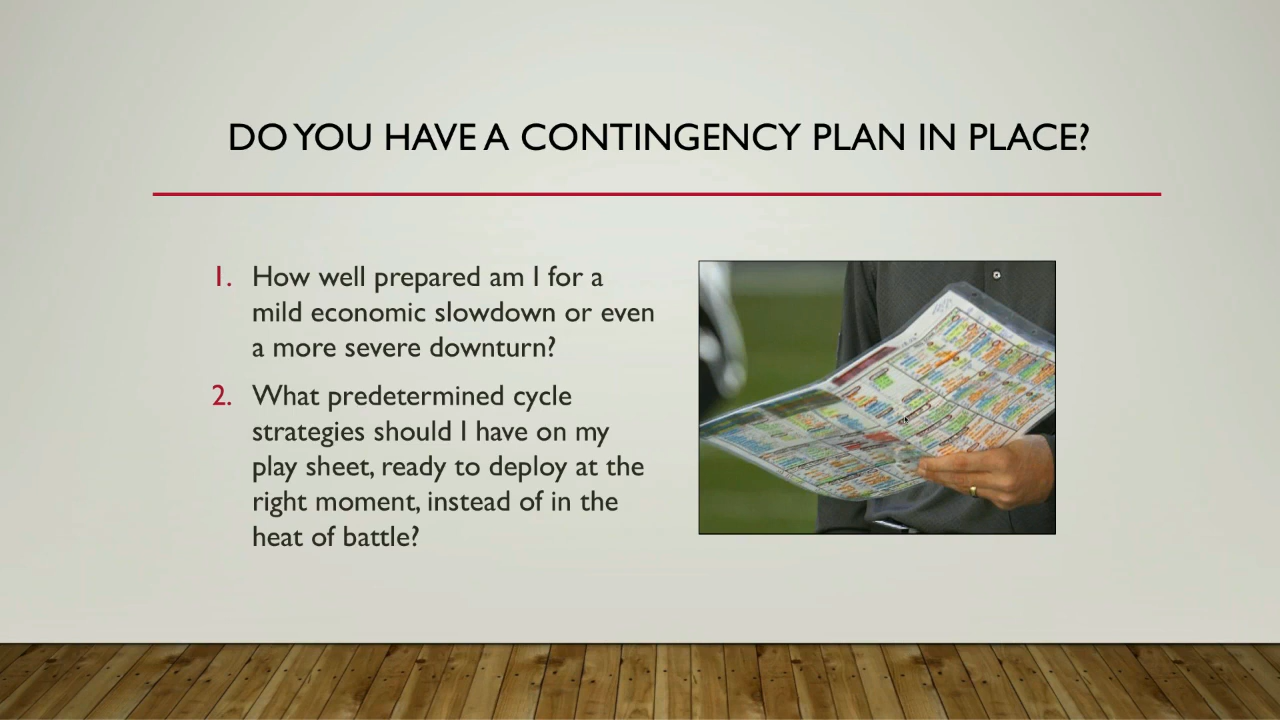 DO YOU HAVE A CONTINGENCY PLAN IN PLACE?
1. How well prepared am I for a
mild economic slowdown or even
a more severe downturn?
2. What predetermined cycle
strategies should I have on my
play sheet, ready to deploy at the
right moment, instead of in the
heat of battle?